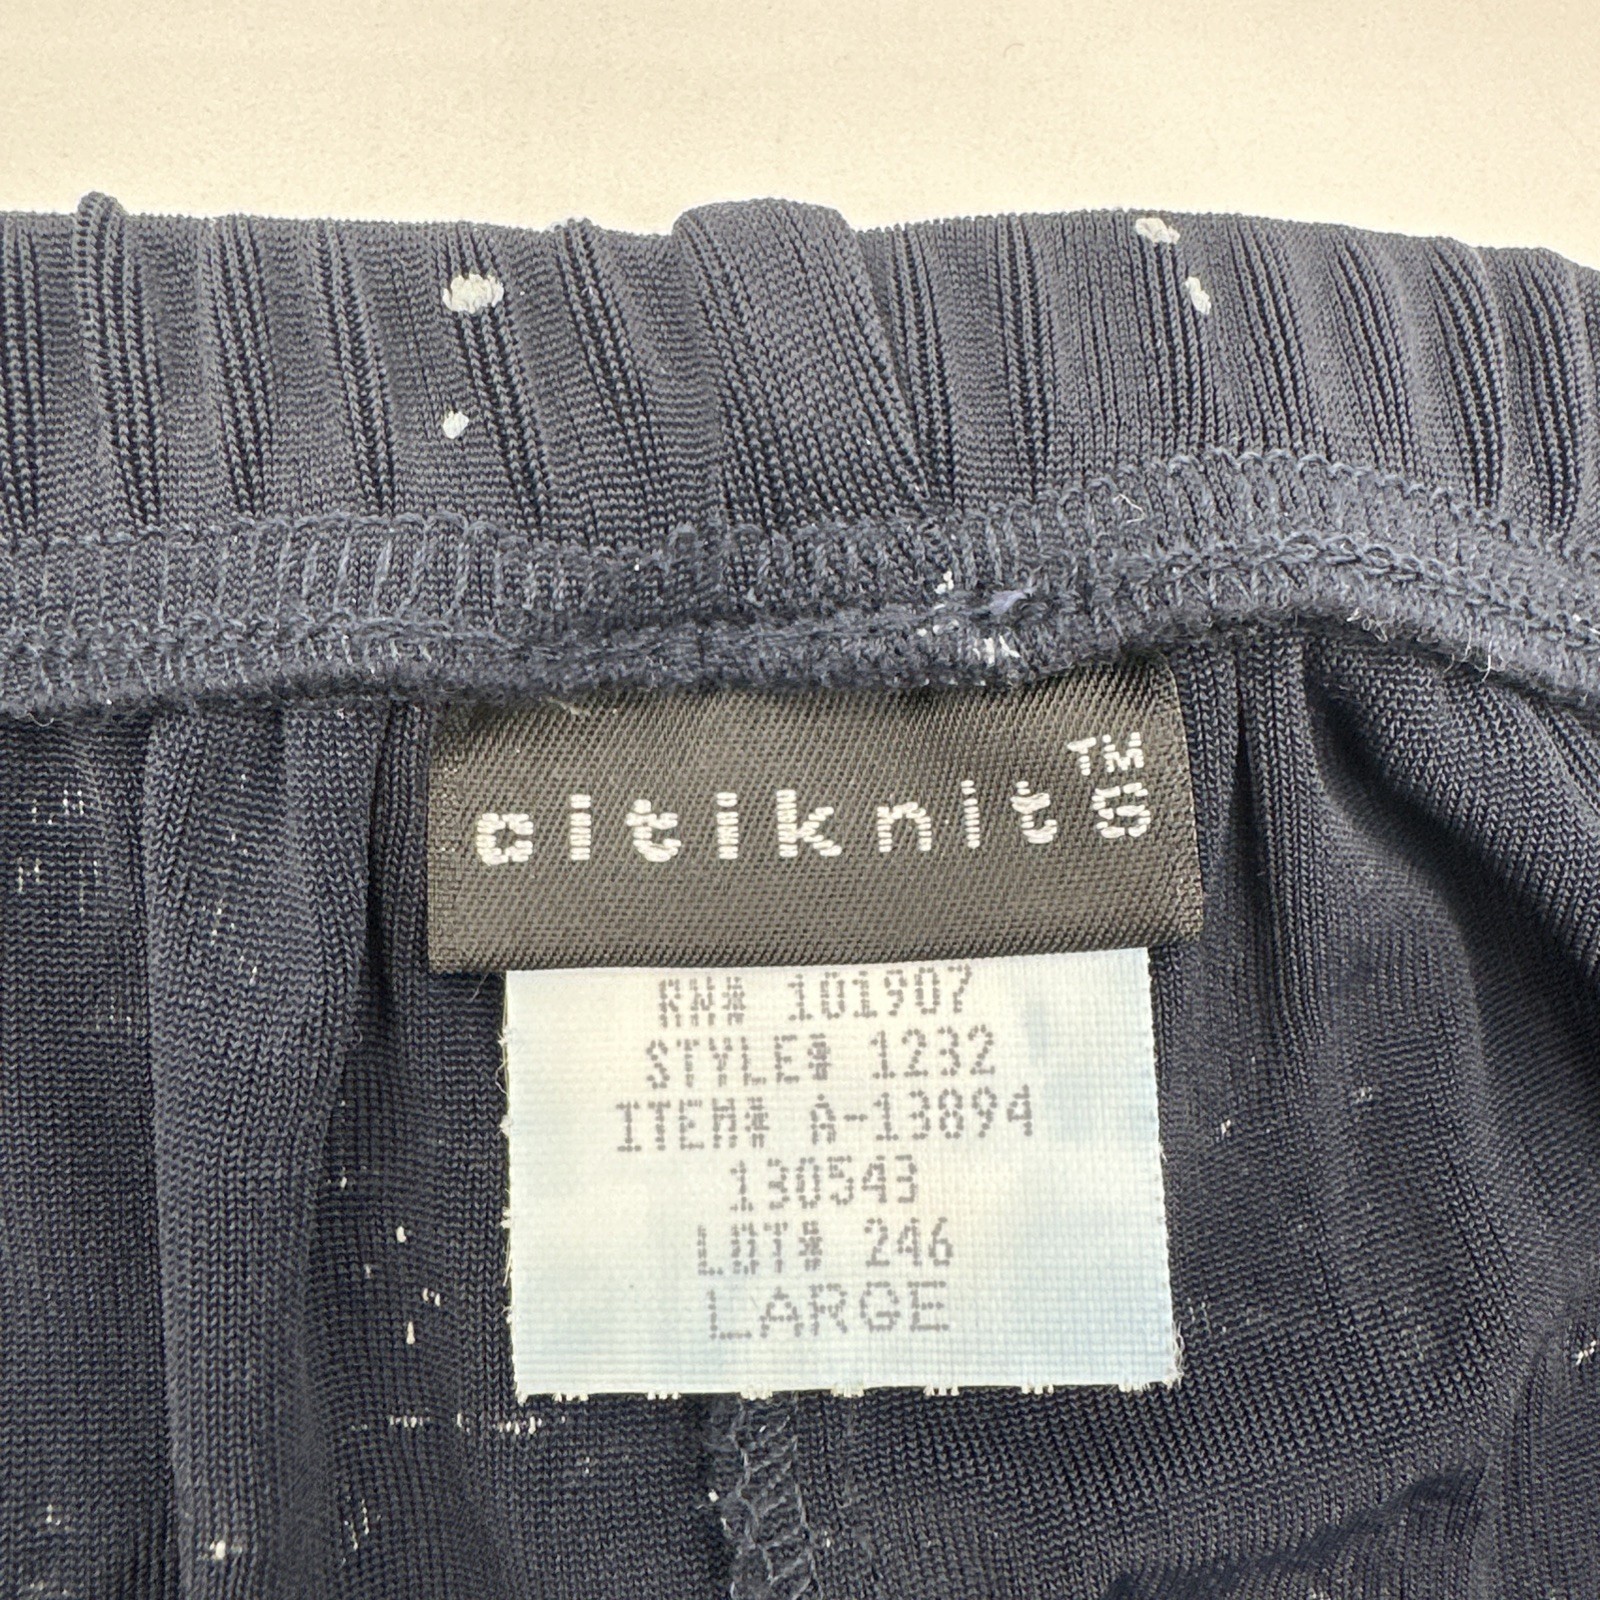 citiknits™
RN# 101907
STYLE# 1232
ITEM# A-13894
130543
LOT# 246
LARGE